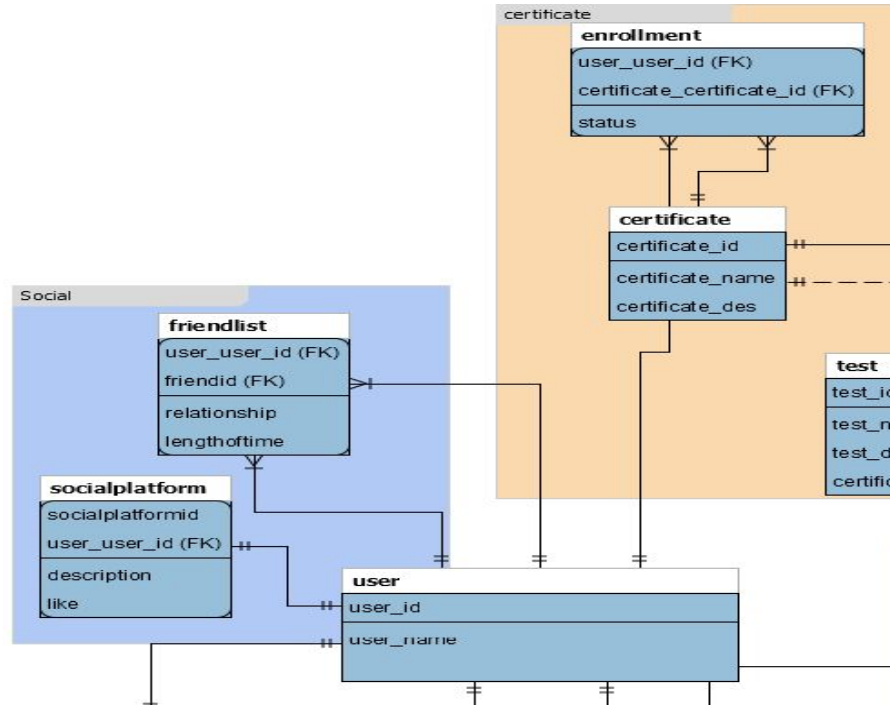 certificate
enrollment
user_user_id (FK)
certificate_certificate_id (FK)
status
certificate
certificate_id
certificate_name
certificate_des
Social
friendlist
user_user_id (FK)
friendid (FK)
relationship
lengthoftime
test
socialplatform
socialplatformid
user_user_id (FK)
description
like
user
user_id
user_name